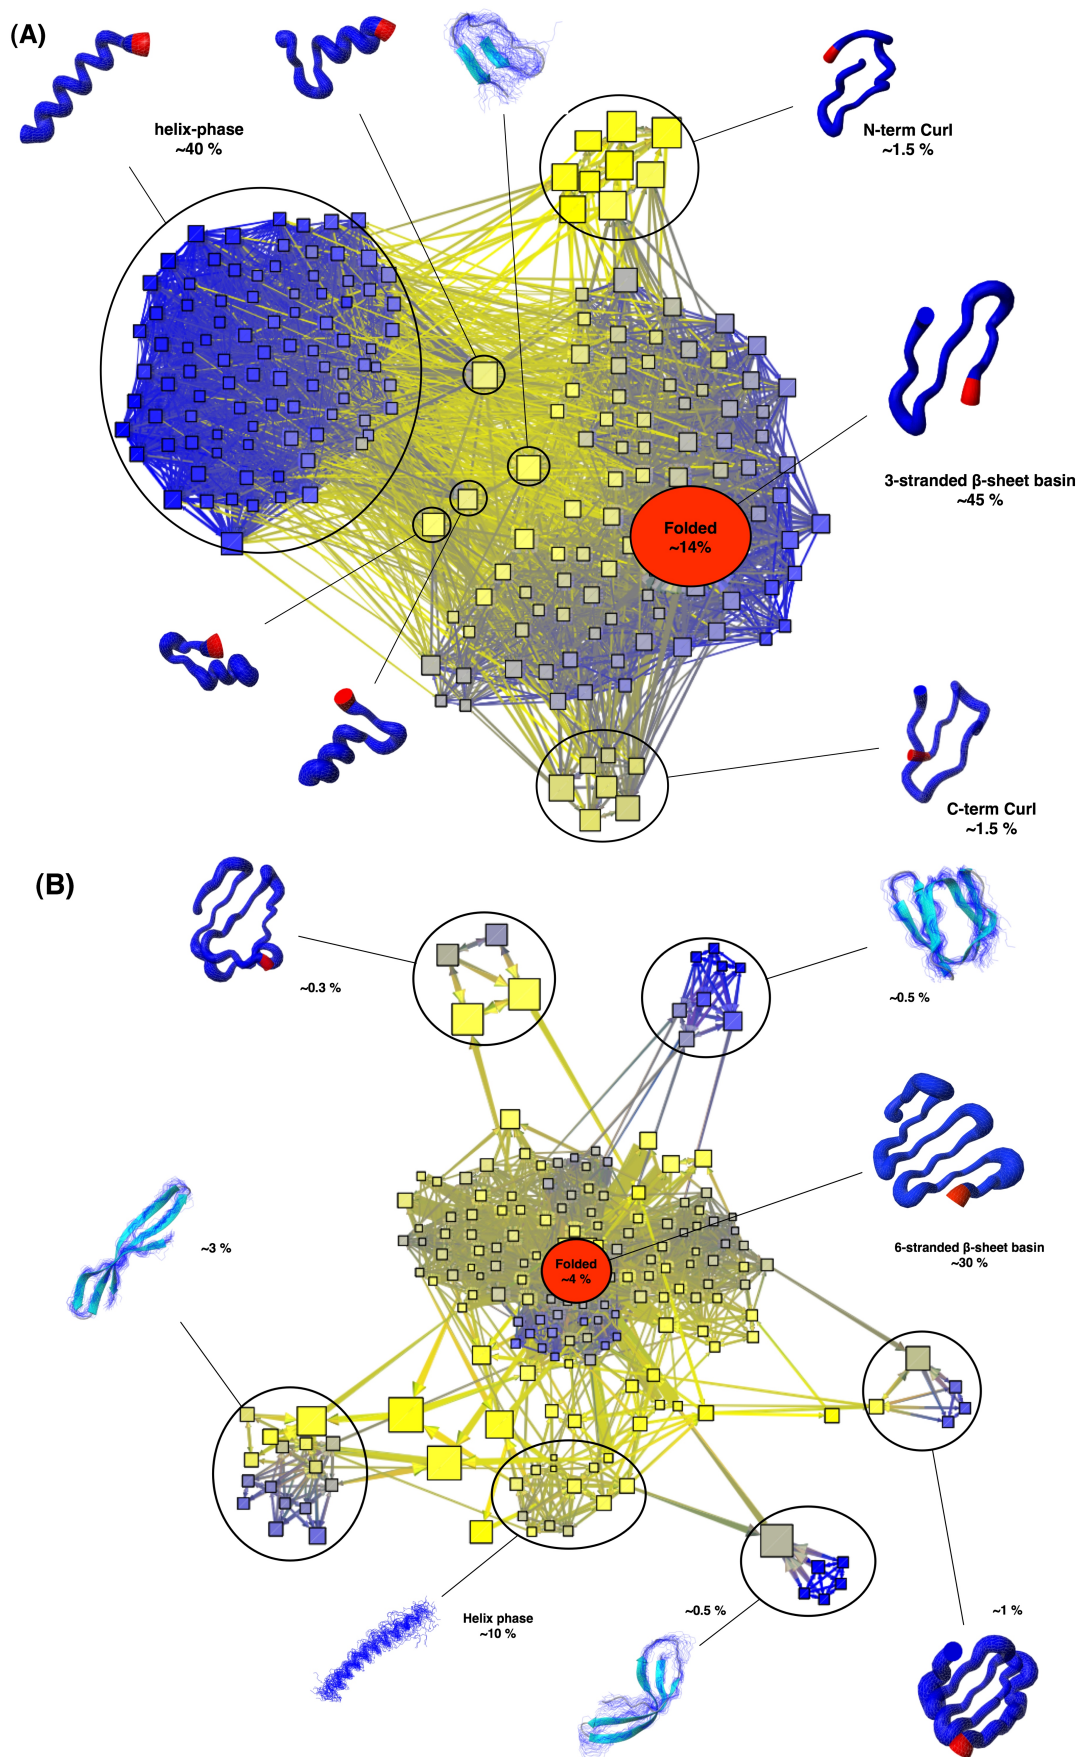 (A)
helix-phase
~40 %
N-term Curl
~1.5 %
3-stranded β-sheet basin
~45 %
Folded
~14%
C-term Curl
~1.5 %
(B)
~0.3 %
~0.5 %
~3 %
6-stranded β-sheet basin
~30 %
Folded
~4 %
Helix phase
~10 %
~0.5 %
~1 %